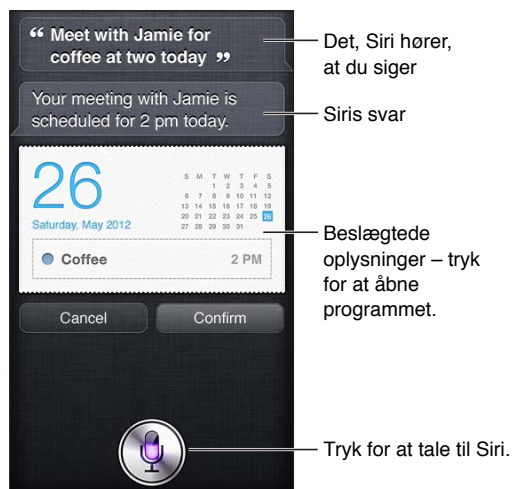 “ Meet with Jamie for
coffee at two today ”
Det, Siri hører,
at du siger
Your meeting with Jamie is
scheduled for 2 pm today.
Siris svar
26
Saturday, May 2012
S M T W T F S
1 2 3 4 5
6 7 8 9 10 11 12
13 14 15 16 17 18 19
20 21 22 23 24 25 26
27 28 29 30 31
Coffee 2 PM
Beslægtede
oplysninger – tryk
for at åbne
programmet.
Cancel Confirm
Tryk for at tale til Siri.